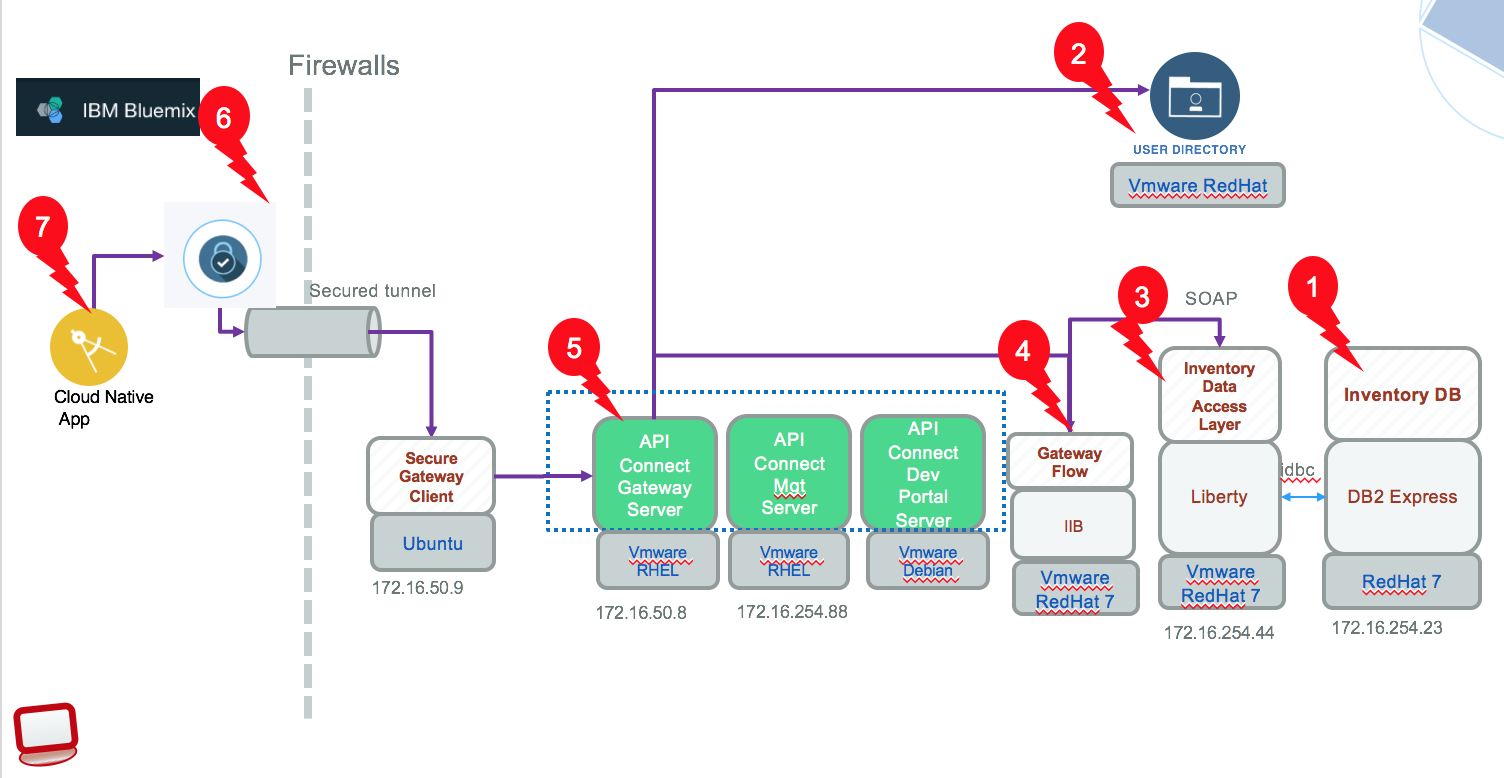 Firewalls
IBM Bluemix
6
2
USER DIRECTORY
Vmware RedHat
7
Secured tunnel
Cloud Native
App
Secure
Gateway
Client
Ubuntu
172.16.50.9
5
API
Connect
Gateway
Server
Vmware
RHEL
172.16.50.8
API
Connect
Mgt
Server
Vmware
RHEL
172.16.254.88
API
Connect
Dev
Portal
Server
Vmware
Debian
4
Gateway
Flow
IIB
Vmware
RedHat 7
3
SOAP
Inventory
Data
Access
Layer
Liberty
Vmware
RedHat 7
172.16.254.44
jdbc
1
Inventory DB
DB2 Express
RedHat 7
172.16.254.23